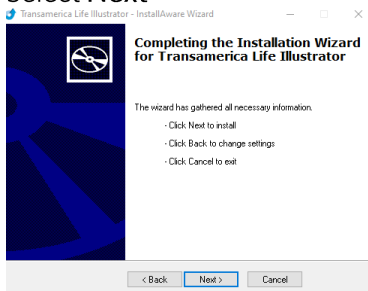 Select Next
Transamerica Life Illustrator - InstallAware Wizard
Completing the Installation Wizard
for Transamerica Life Illustrator
The wizard has gathered all necessary information.
- Click Next to install
- Click Back to change settings
- Click Cancel to exit
< Back
Next >
Cancel